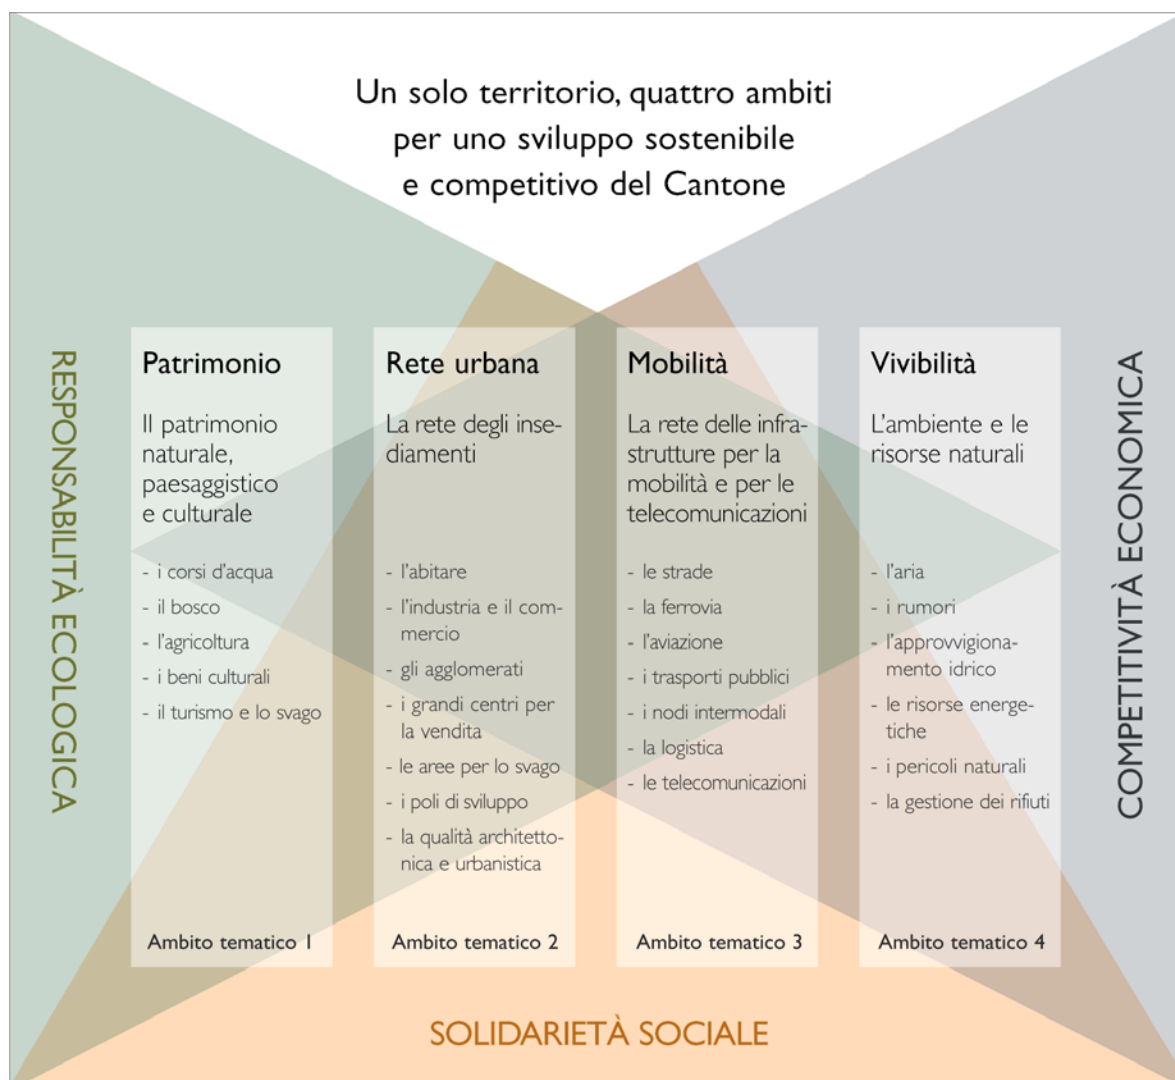 Un solo territorio, quattro ambiti
per uno sviluppo sostenibile
e competitivo del Cantone
RESPONSABILITÀ ECOLOGICA
Patrimonio
Il patrimonio
naturale,
paesaggistico
e culturale
- i corsi d'acqua
- il bosco
- l'agricoltura
- i beni culturali
- il turismo e lo svago
Ambito tematico 1
Rete urbana
La rete degli inse-
diamenti
- l'abitare
- l'industria e il com-
mercio
- gli agglomerati
- i grandi centri per
la vendita
- le aree per lo svago
- i poli di sviluppo
- la qualità architetto-
nica e urbanistica
Ambito tematico 2
Mobilità
La rete delle infra-
strutture per la
mobilità e per le
telecomunicazioni
- le strade
- la ferrovia
- l'aviazione
- i trasporti pubblici
- i nodi intermodali
- la logistica
- le telecomunicazioni
Ambito tematico 3
Vivibilità
L'ambiente e le
risorse naturali
- l'aria
- i rumori
- l'approvvigiona-
mento idrico
- le risorse energe-
tiche
- i pericoli naturali
- la gestione dei rifiuti
Ambito tematico 4
COMPETITIVITÀ ECONOMICA
SOLIDARIETÀ SOCIALE